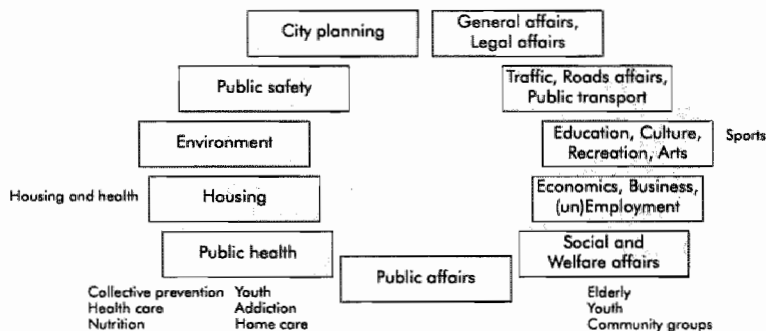 City planning
General affairs,
Legal affairs
Public safety
Traffic, Roads affairs,
Public transport
Environment
Education, Culture,
Recreation, Arts
Sports
Housing and health
Housing
Economics, Business,
(un)Employment
Public health
Public affairs
Social and
Welfare affairs
Collective prevention Youth
Health care Addiction
Nutrition Home care
Elderly
Youth
Community groups